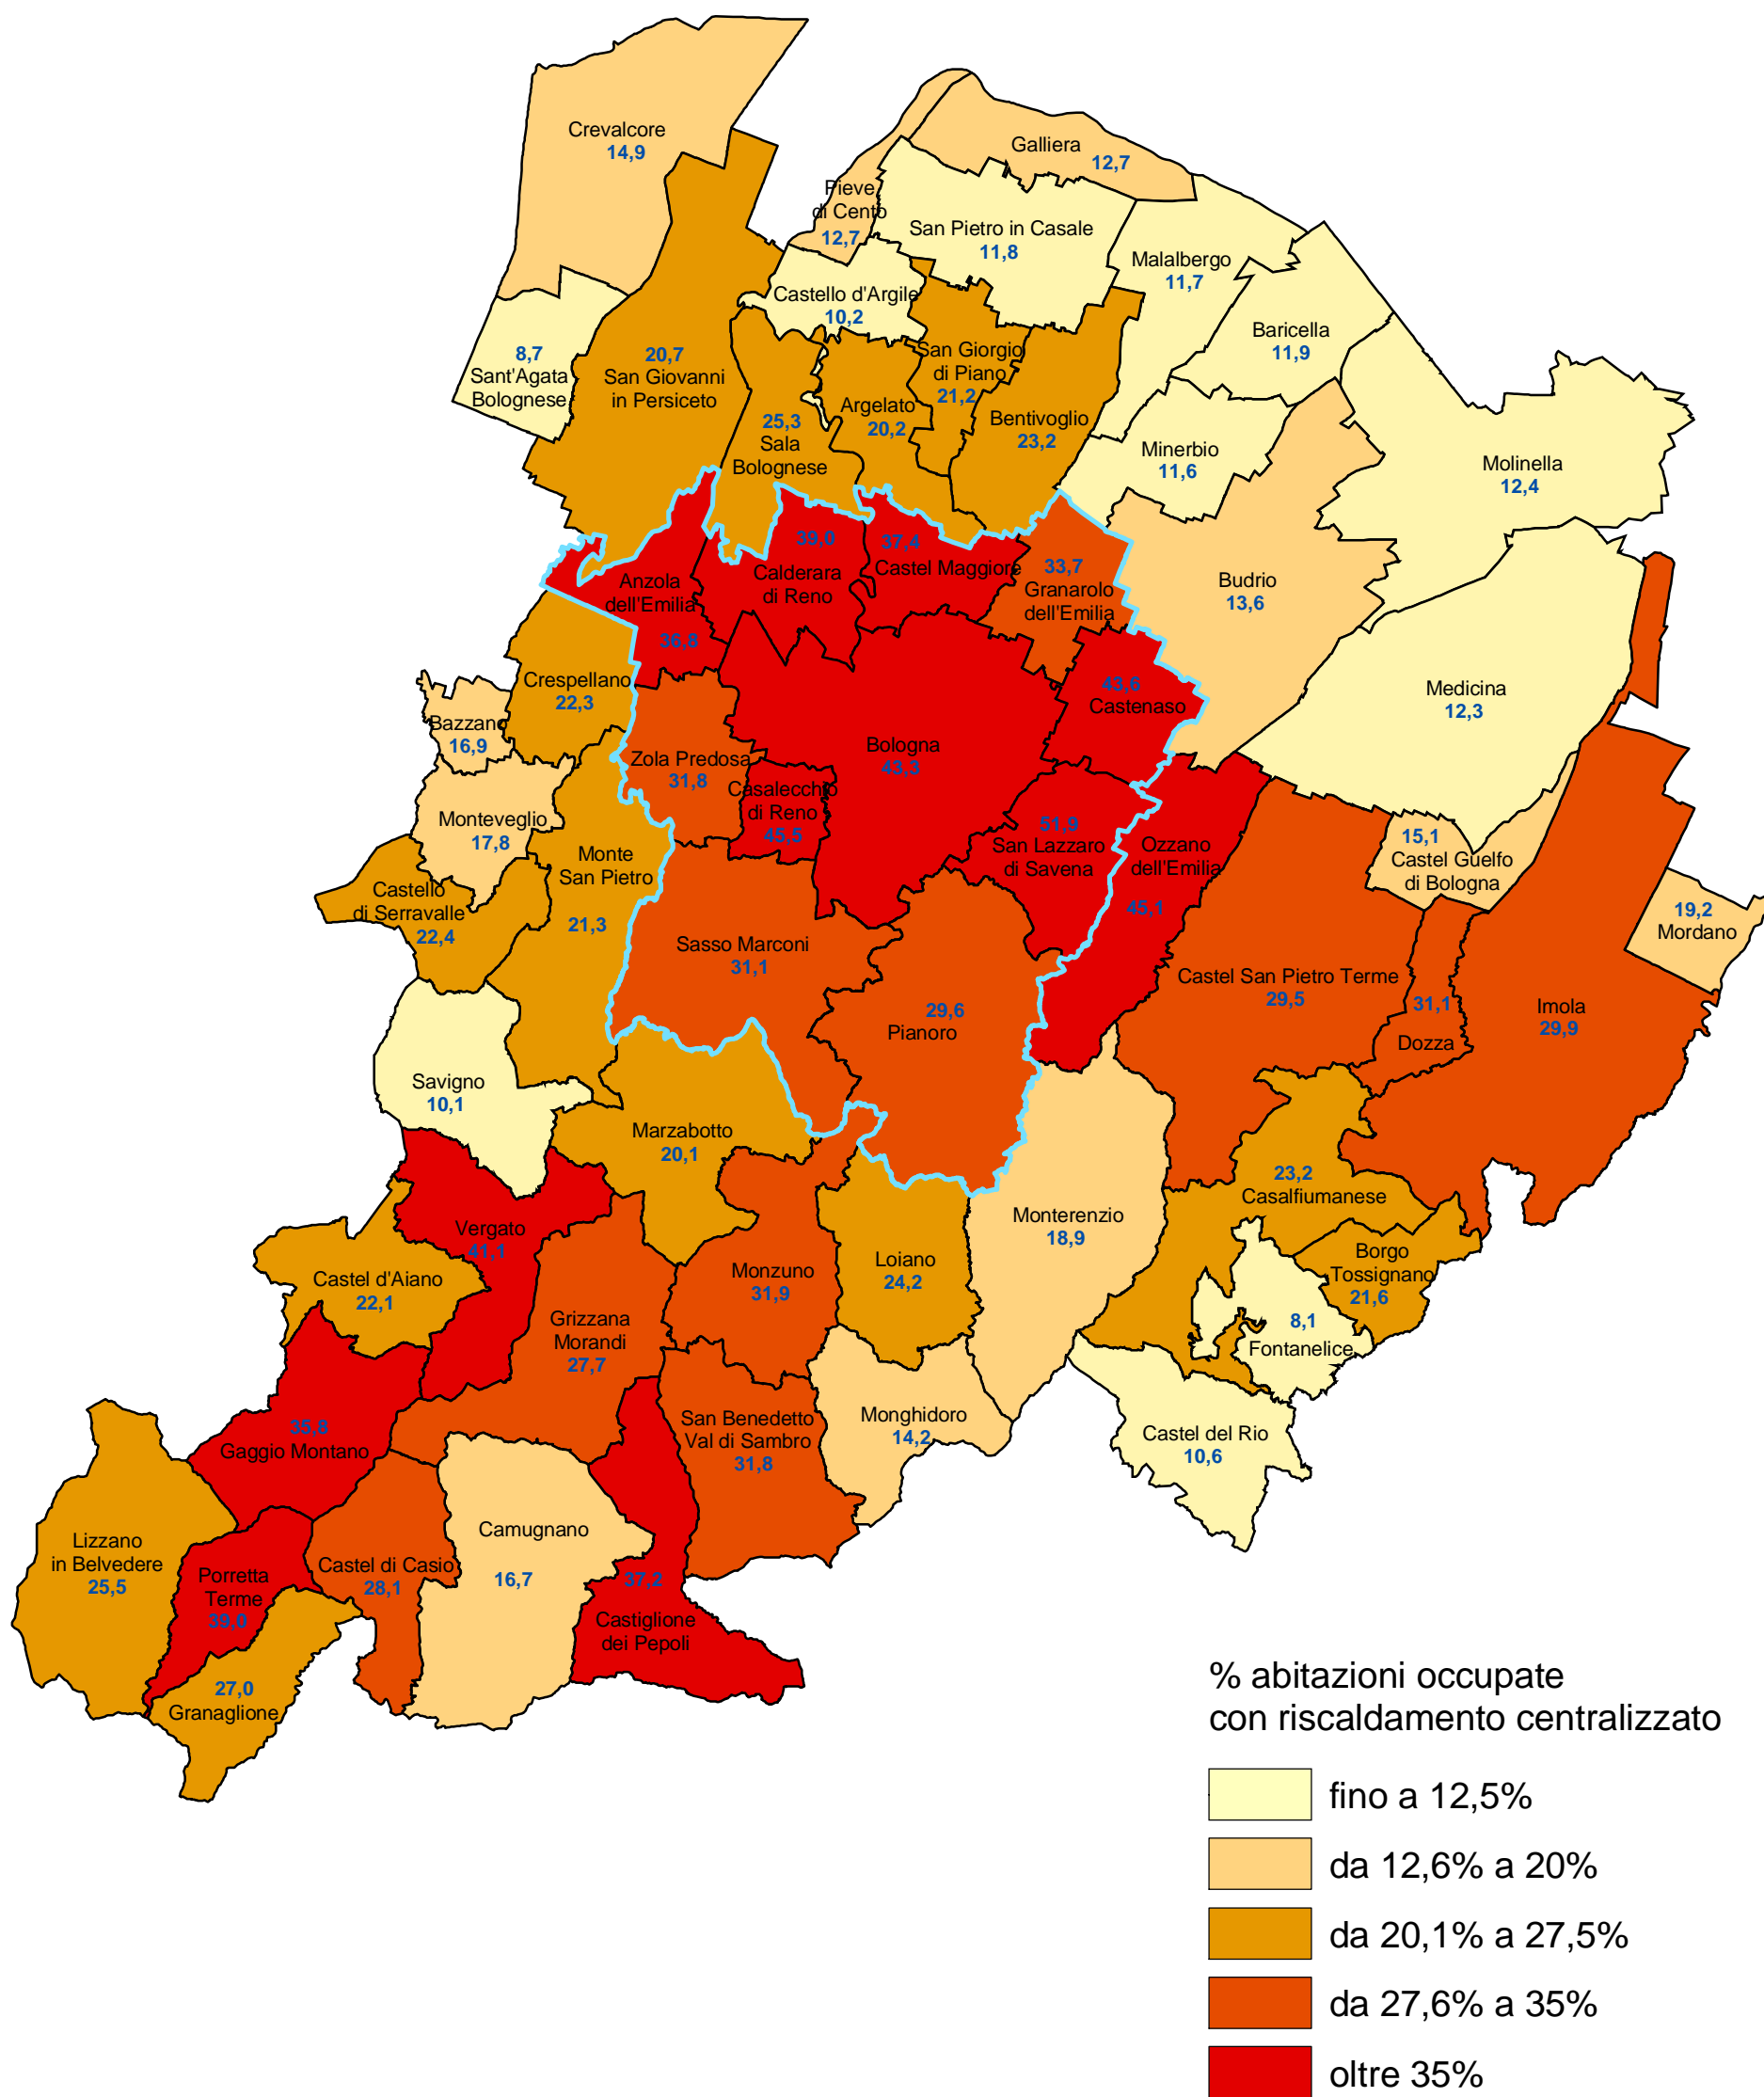 Crevalcore
14,9
Galliera
12,7
Pieve
di Cento
12,7
San Pietro in Casale
11,8
Malalbergo
11,7
Castello d'Argile
10,2
Baricella
11,9
8,7
Sant'Agata
Bolognese
20,7
San Giovanni
in Persiceto
San Giorgio
di Piano
21,2
25,3
Sala
Bolognese
Argelato
20,2
Bentivoglio
23,2
Minerbio
11,6
Molinella
12,4
39,0
Calderara
di Reno
37,4
Castel Maggiore
33,7
Granarolo
dell'Emilia
Anzola
dell'Emilia
36,8
Budrio
13,6
Crespellano
22,3
43,6
Castenaso
Medicina
12,3
Bazzano
16,9
Bologna
43,3
Zola Predosa
31,8
Casalecchio
di Reno
45,5
Monteveglio
17,8
51,9
San Lazzaro
di Savena
Ozzano
dell'Emilia
45,1
15,1
Castel Guelfo
di Bologna
Monte
San Pietro
21,3
Castello
di Serravalle
22,4
19,2
Mordano
Sasso Marconi
31,1
Castel San Pietro Terme
29,5
31,1
Dozza
Imola
29,9
29,6
Pianoro
Savigno
10,1
Marzabotto
20,1
23,2
Casalfiumanese
Vergato
41,1
Monterenzio
18,9
Castel d'Aiano
22,1
Monzuno
31,9
Loiano
24,2
Borgo
Tossignano
21,6
Grizzana
Morandi
27,7
8,1
Fontanelice
35,8
Gaggio Montano
San Benedetto
Val di Sambro
31,8
Monghidoro
14,2
Castel del Rio
10,6
Lizzano
in Belvedere
25,5
Porretta
Terme
39,0
Castel di Casio
28,1
Camugnano
16,7
37,2
Castiglione
dei Pepoli
27,0
Granaglione
% abitazioni occupate
con riscaldamento centralizzato
fino a 12,5%
da 12,6% a 20%
da 20,1% a 27,5%
da 27,6% a 35%
oltre 35%